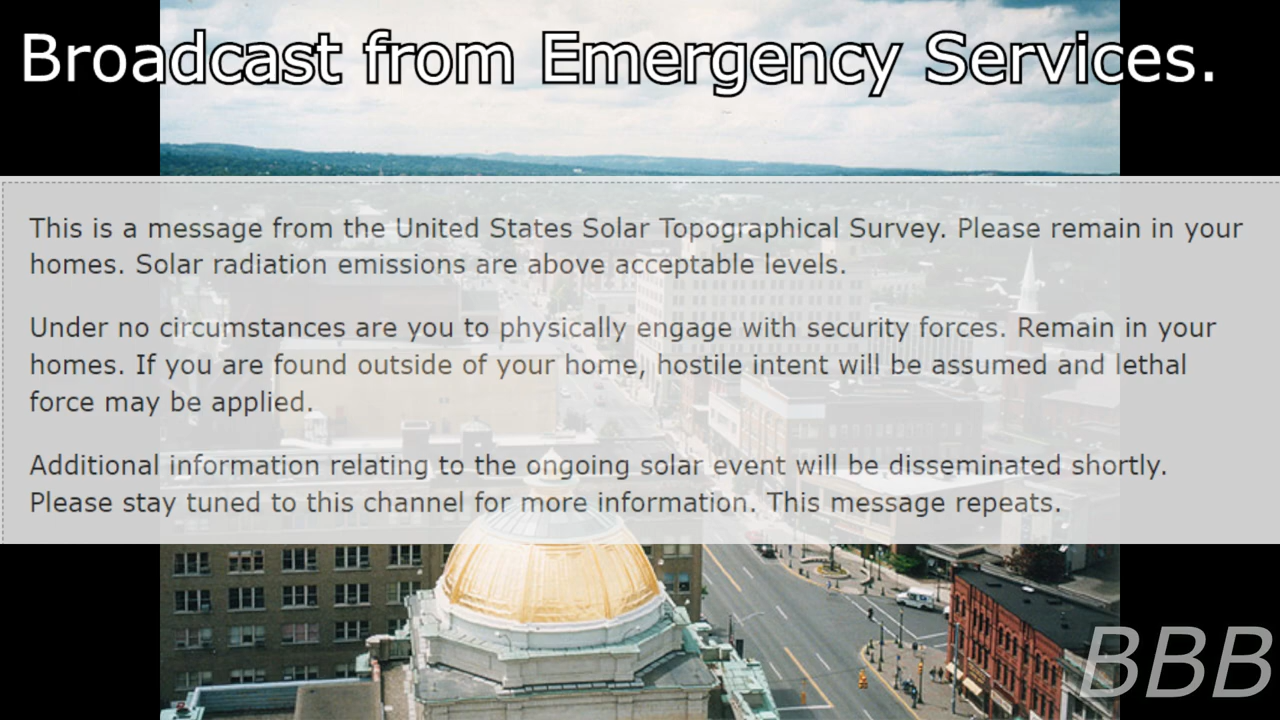 Broadcast from Emergency Services.
This is a message from the United States Solar Topographical Survey. Please remain in your
homes. Solar radiation emissions are above acceptable levels.
Under no circumstances are you to physically engage with security forces. Remain in your
homes. If you are found outside of your home, hostile intent will be assumed and lethal
force may be applied.
Additional information relating to the ongoing solar event will be disseminated shortly.
Please stay tuned to this channel for more information. This message repeats.
BBB